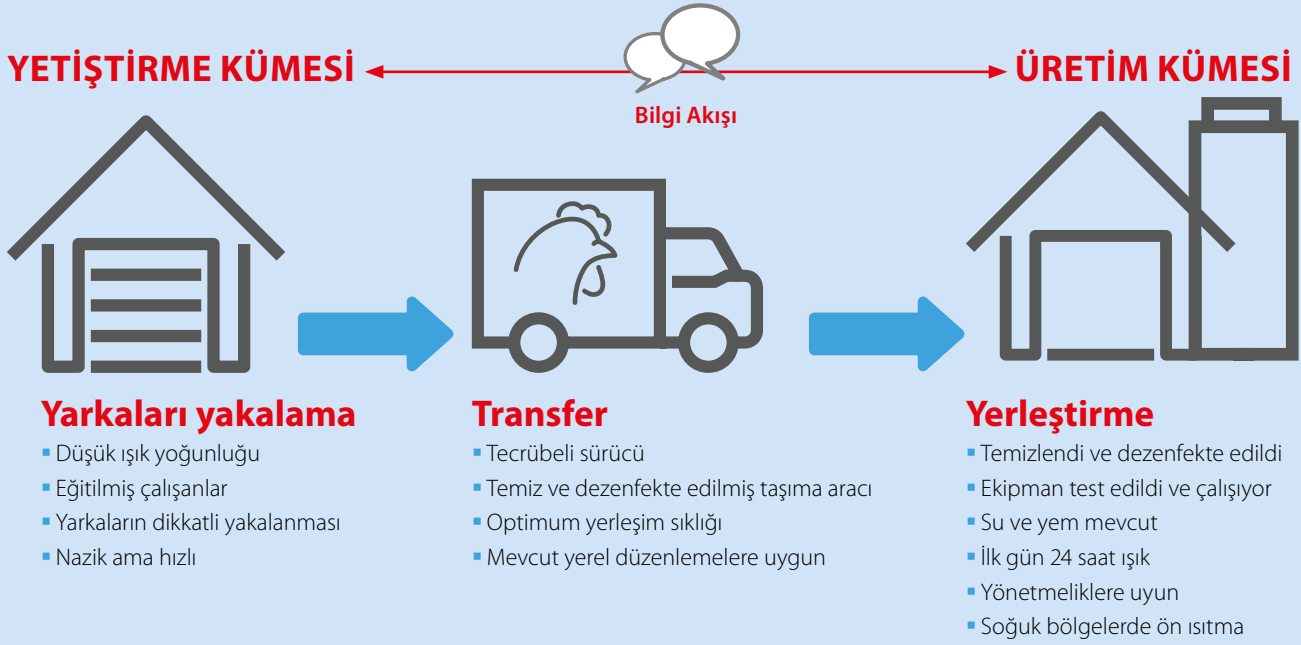 YETİŞTİRME KÜMESİ
Bilgi Akışı
ÜRETİM KÜMESİ
Yarkaları yakalama
Düşük ışık yoğunluğu
Eğitilmiş çalışanlar
Yarkaların dikkatli yakalanması
Nazik ama hızlı
Transfer
Tecrübeli sürücü
Temiz ve dezenfekte edilmiş taşıma aracı
Optimum yerleşim sıklığı
Mevcut yerel düzenlemelere uygun
Yerleştirme
Temizlendi ve dezenfekte edildi
Ekipman test edildi ve çalışıyor
Su ve yem mevcut
İlk gün 24 saat ışık
Yönetmeliklere uyun
Soğuk bölgelerde ön ısıtma